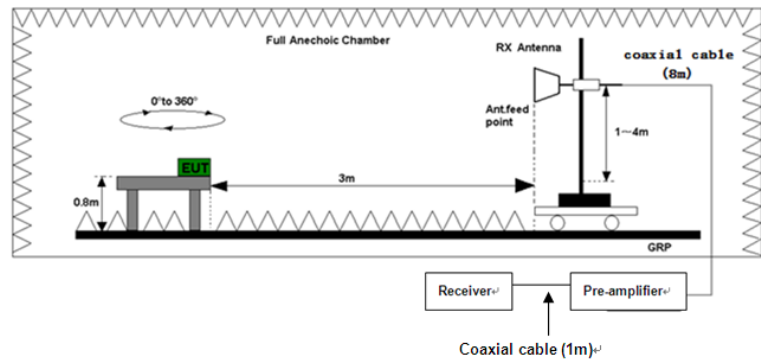 Full Anechoic Chamber
RX Antenna
coaxial cable
(8m)
0°to 360°
Ant.feed
point
1～4m
EUT
3m
0.8m
GRP
Receiver↵
Pre-amplifier↵
Coaxial cable (1m)↵